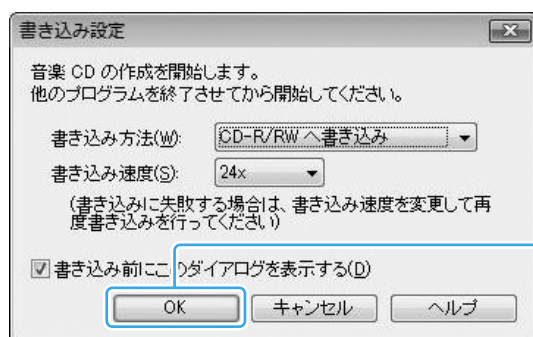 書き込み設定
音楽 CD の作成を開始します。
他のプログラムを終了させてから開始してください。
書き込み方法(W): CD-R/RW へ書き込み
書き込み速度(S): 24x
(書き込みに失敗する場合は、書き込み速度を変更して再
度書き込みを行ってください)
書き込み前にこのダイアログを表示する(D)
OK キャンセル ヘルプ